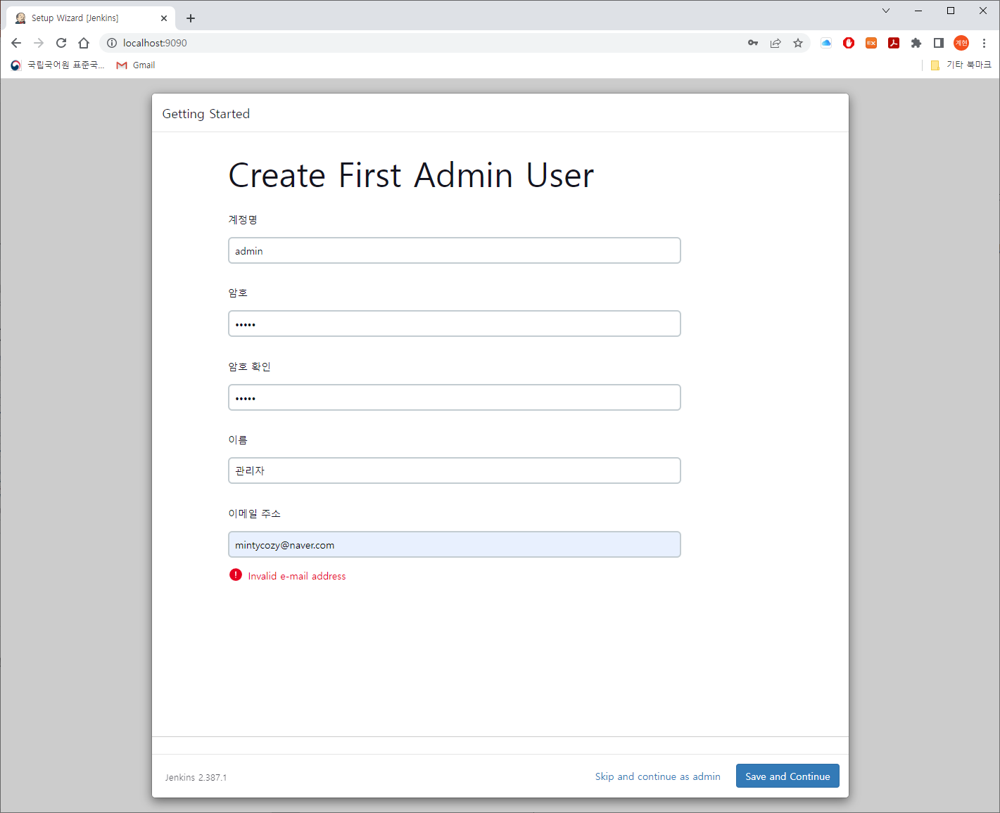 Setup Wizard [Jenkins]
localhost:9090
EX
계현
국립국어원 표준국...
Gmail
기타 북마크
Getting Started
Create First Admin User
계정명
admin
암호
•••••
암호 확인
•••••
이름
관리자
이메일 주소
mintycozy@naver.com
! Invalid e-mail address
Jenkins 2.387.1
Skip and continue as admin
Save and Continue